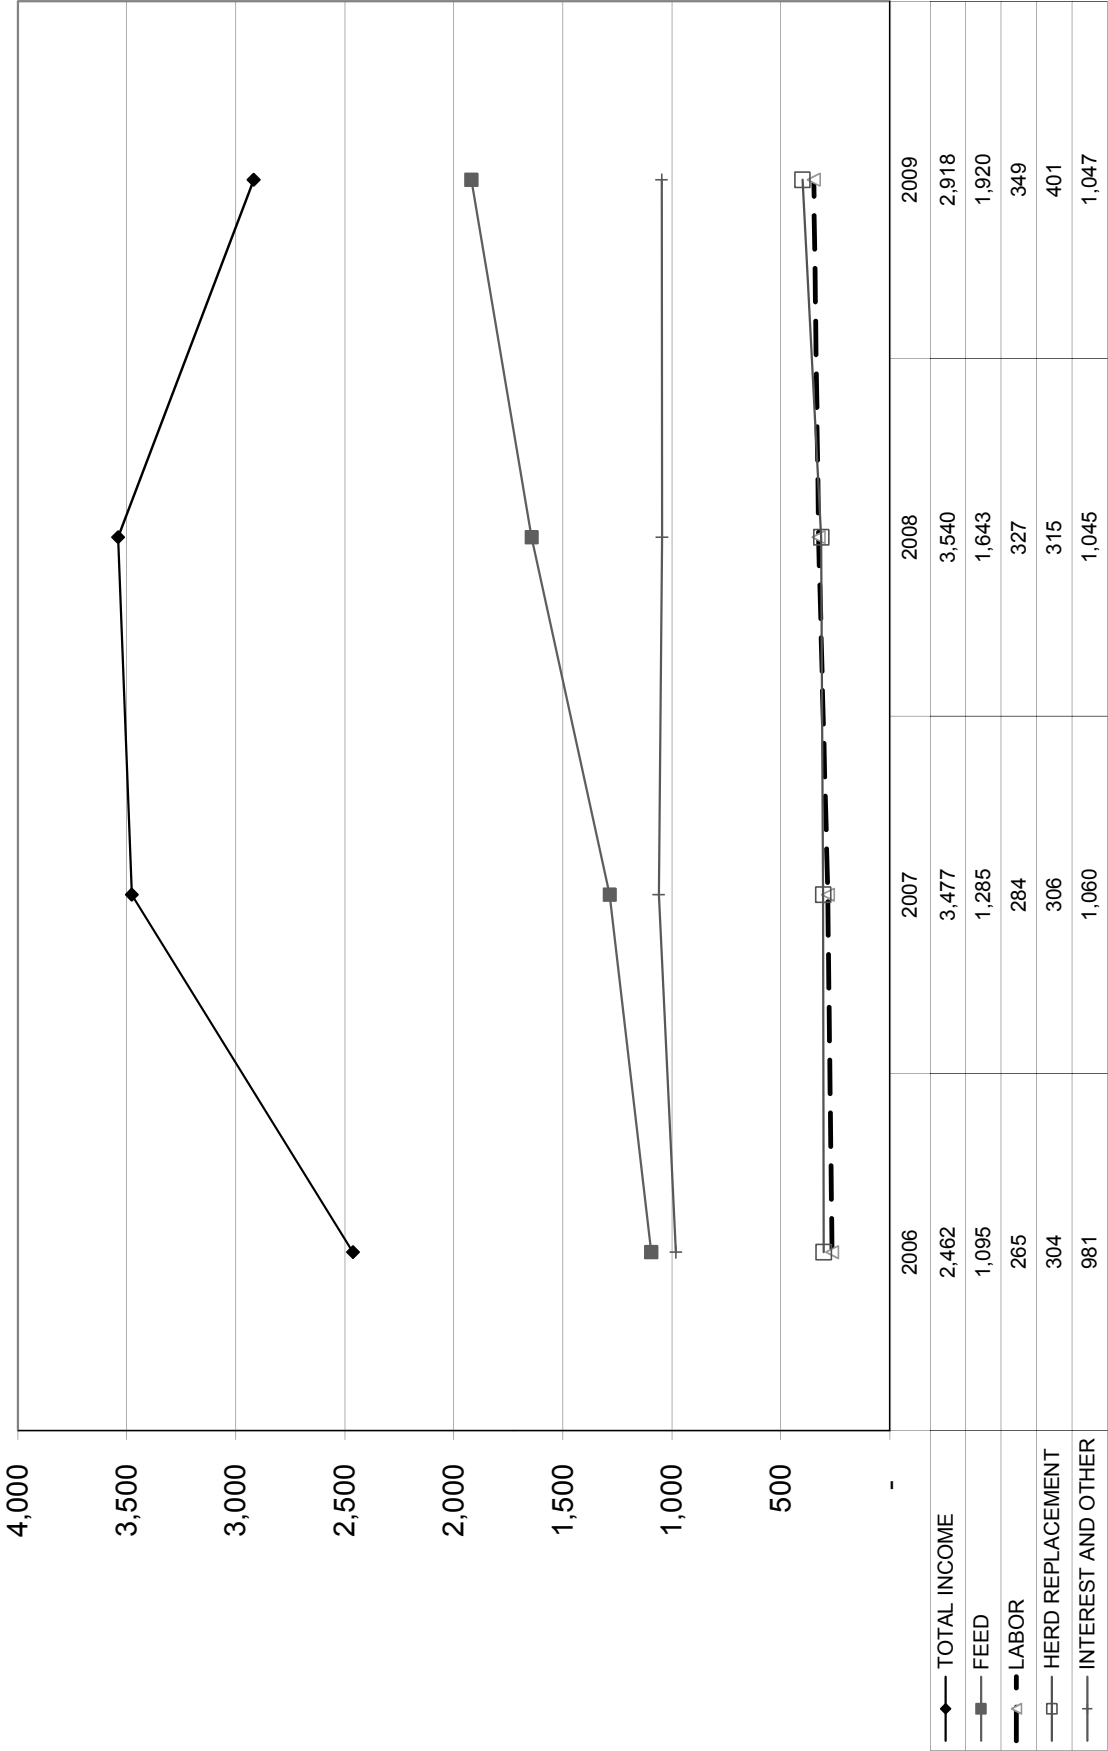 4,000
3,500
3,000
2,500
2,000
1,500
1,000
500
-
2006 2007 2008 2009
TOTAL INCOME 2,462 3,477 3,540 2,918
FEED 1,095 1,285 1,643 1,920
LABOR 265 284 327 349
HERD REPLACEMENT 304 306 315 401
INTEREST AND OTHER 981 1,060 1,045 1,047